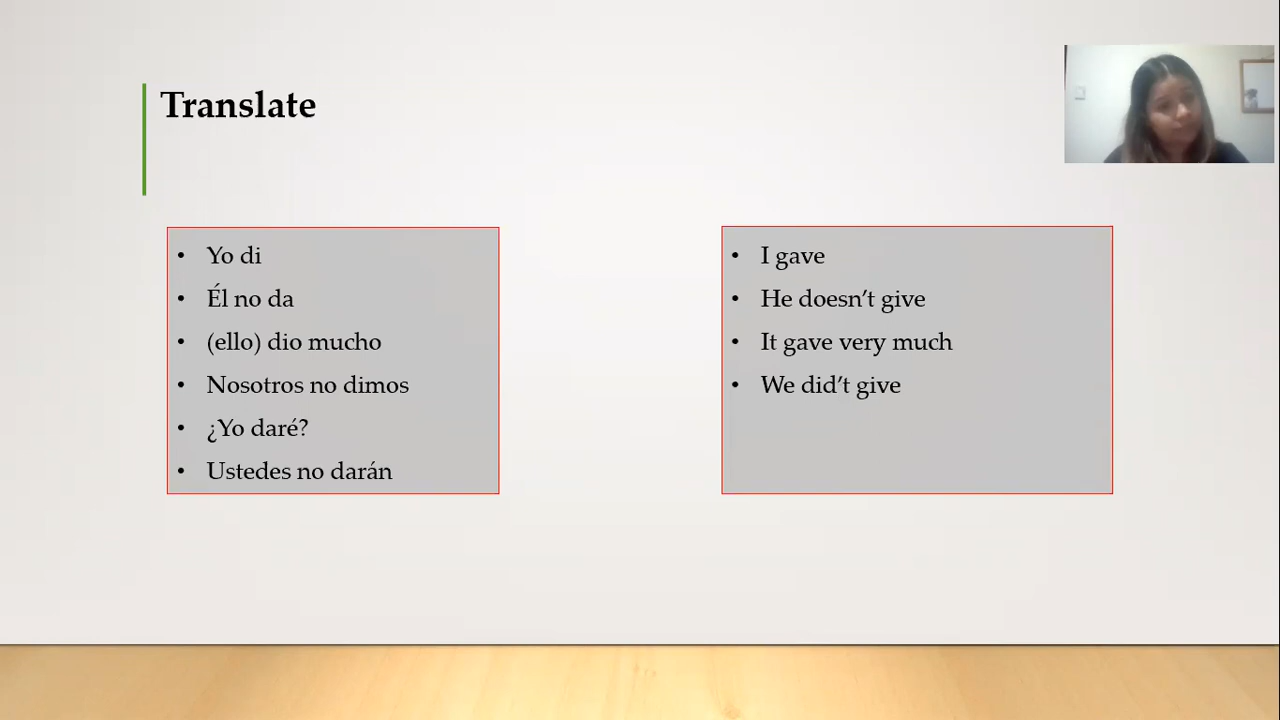 Translate
• Yo di
• Él no da
• (ello) dio mucho
• Nosotros no dimos
• ¿Yo daré?
• Ustedes no darán
• I gave
• He doesn’t give
• It gave very much
• We did’t give